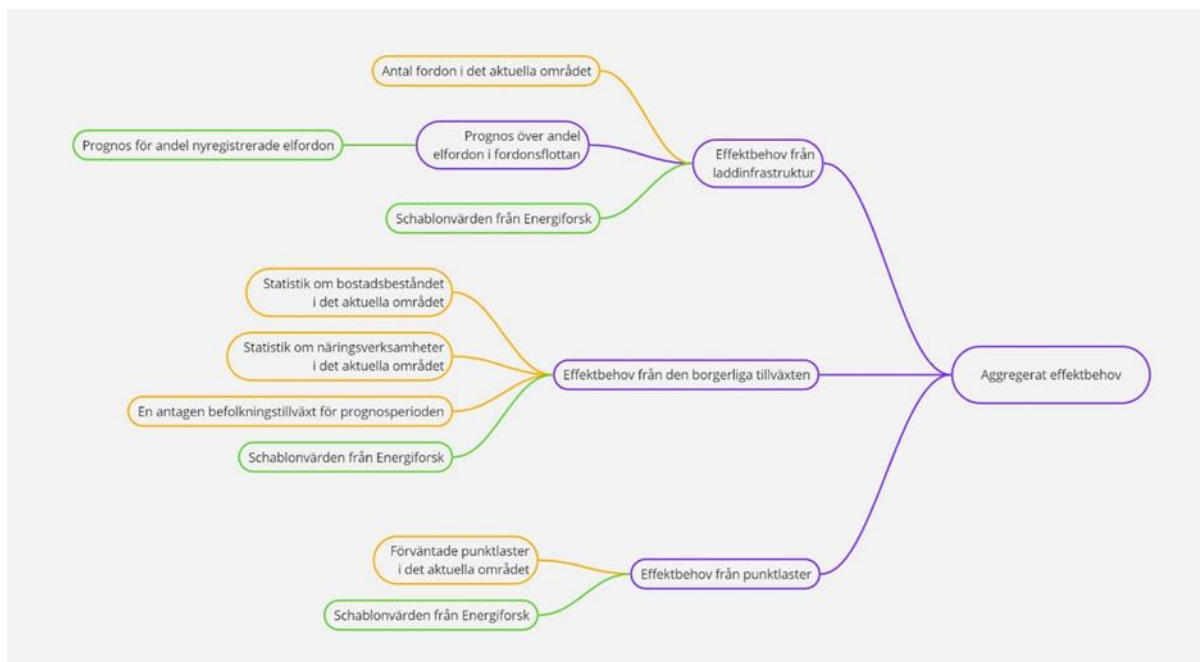 Antal fordon i det aktuella området
Prognos för andel nyregistrerade elfordon
Prognos över andel
elfordon i fordonsflottan
Effektbehov från
laddinfrastruktur
Schablonvärden från Energiforsk
Statistik om bostadsbeståndet
i det aktuella området
Statistik om näringsverksamheter
i det aktuella området
Effektbehov från den borgerliga tillväxten
Aggregerat effektbehov
En antagen befolkningstillväxt för prognosperioden
Schablonvärden från Energiforsk
Förväntade punktlaster
i det aktuella området
Effektbehov från punktlaster
Schablonvärden från Energiforsk